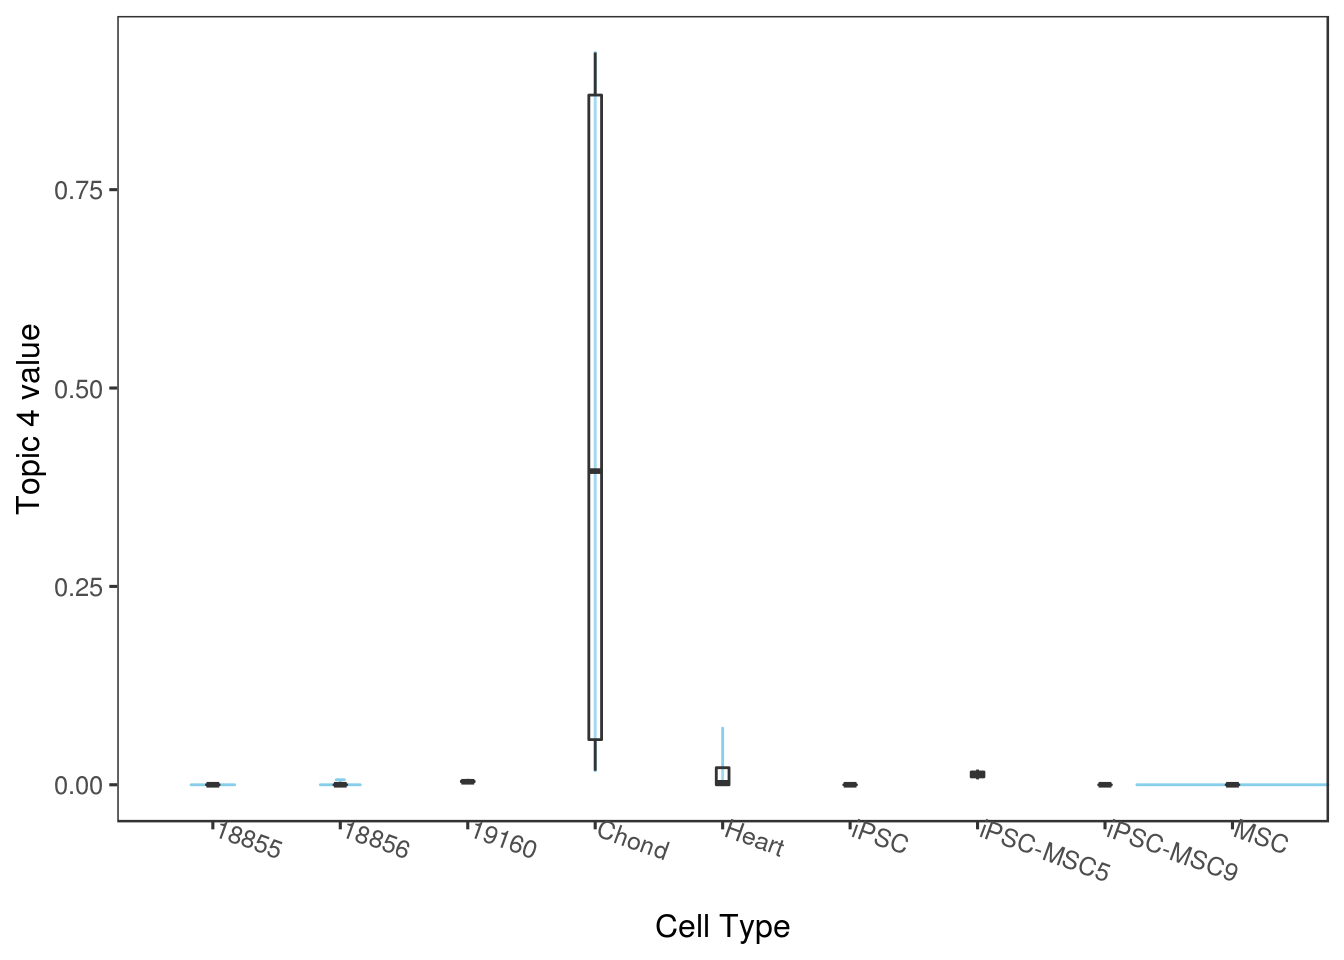 Topic 4 value
0.75
0.50
0.25
0.00
18855
18856
19160
Chond
Heart
iPSC
iPSC-MSC5
iPSC-MSC9
MSC
Cell Type